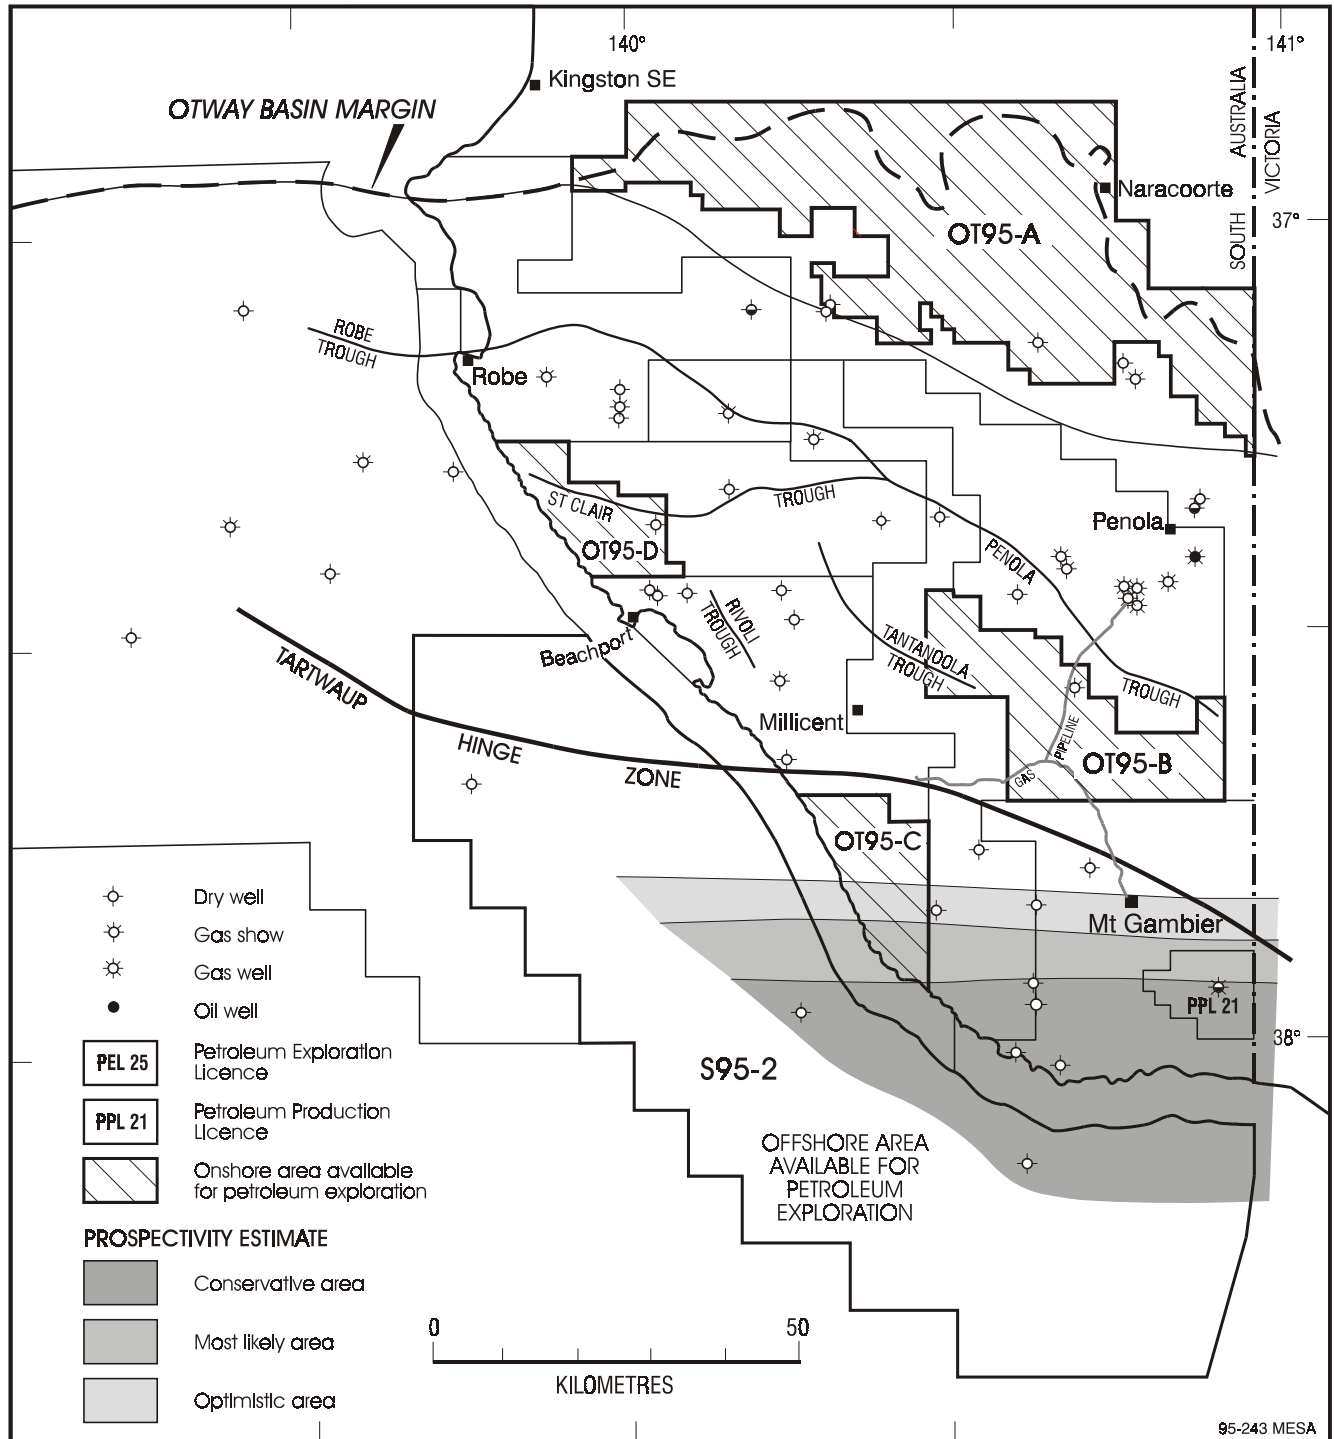 140°
141°
Kingston SE
OTWAY BASIN MARGIN
SOUTH AUSTRALIA
VICTORIA
Naracoorte
37°
OT95-A
ROBE
TROUGH
Robe
ST CLAIR
TROUGH
Penola
OT95-D
PENOLA
RIVOLI
TROUGH
Beachport
TANTANOOLA
TROUGH
TROUGH
TARTWAUP
HINGE
ZONE
Millicent
GAS
PIPELINE
OT95-B
OT95-C
Mt Gambier
PPL 21
38°
S95-2
OFFSHORE AREA
AVAILABLE FOR
PETROLEUM
EXPLORATION
Dry well
Gas show
Gas well
Oil well
PEL 25
Petroleum Exploration
Licence
PPL 21
Petroleum Production
Licence
Onshore area available
for petroleum exploration
PROSPECTIVITY ESTIMATE
Conservative area
Most likely area
Optimistic area
0
50
KILOMETRES
95-243 MESA